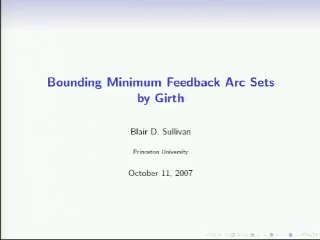 Bounding Minimum Feedback Arc Sets
by Girth
Blair D. Sullivan
Princeton University
October 11, 2007